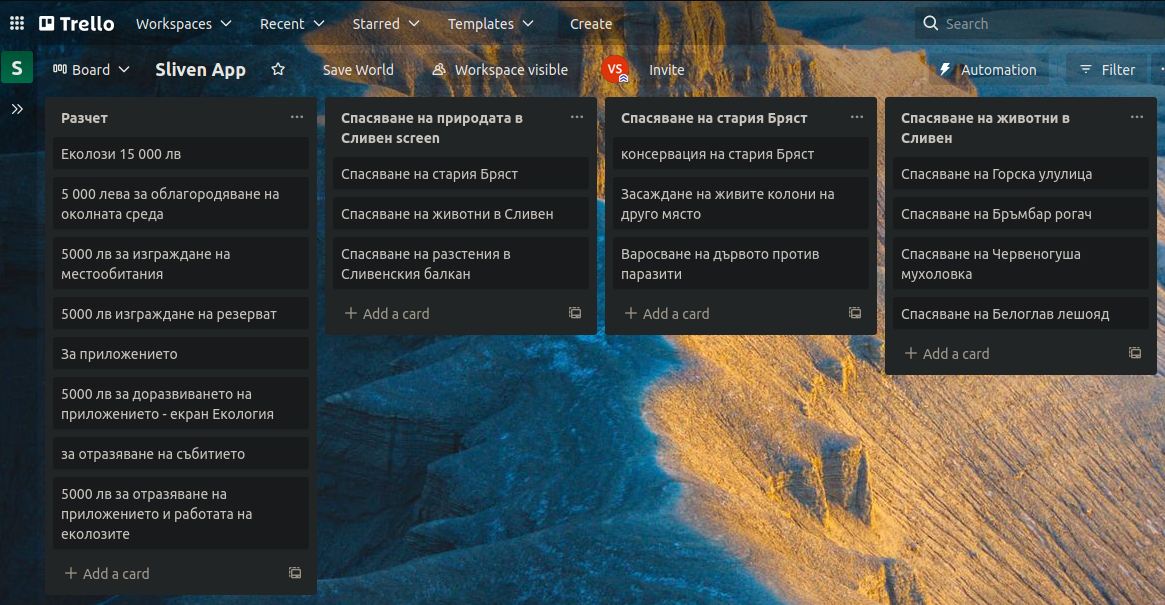 Trello
Workspaces
Recent
Starred
Templates
Create
Search
S
Board
Sliven App
Save World
Workspace visible
VS
Invite
Automation
Filter
Разчет
Еколози 15 000 лв
5 000 лева за облагородяване на
околната среда
5000 лв за изграждане на
местообитания
5000 лв изграждане на резерват
За приложението
5000 лв за доразвиването на
приложението - екран Екология
за отразяване на събитието
5000 лв за отразяване на
приложението и работата на
еколозите
Add a card
Спасяване на природата в
Сливен screen
Спасяване на стария Бряст
Спасяване на животни в Сливен
Спасяване на разстения в
Сливенския балкан
Add a card
Спасяване на стария Бряст
консервация на стария Бряст
Засаждане на живите колони на
друго място
Варосване на дървото против
паразити
Add a card
Спасяване на животни в
Сливен
Спасяване на Горска улулица
Спасяване на Бръмбар рогач
Спасяване на Червеногуша
мухоловка
Спасяване на Белоглав лешояд
Add a card